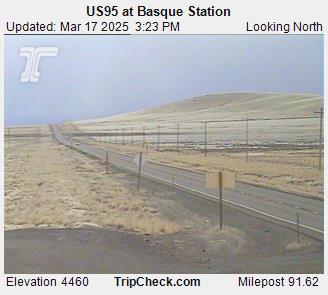 US95 at Basque Station
Updated: Mar 17 2025 3:23 PM Looking North
Elevation 4460 TripCheck.com Milepost 91.62